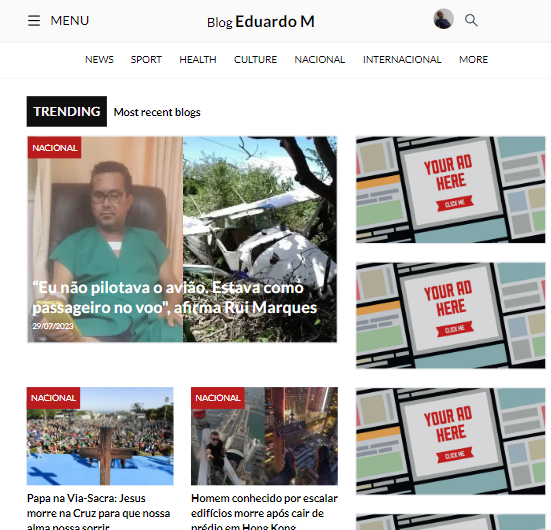 MENU
Blog Eduardo M
NEWS SPORT HEALTH CULTURE NACIONAL INTERNACIONAL MORE
TRENDING Most recent blogs
NACIONAL
“Eu não pilotava o avião. Estava como
passageiro no voo", afirma Rui Marques
29/07/2023
YOUR AD
HERE
CLICK ME
YOUR AD
HERE
CLICK ME
NACIONAL
Papa na Via-Sacra: Jesus
morre na Cruz para que nossa
alma possa sorrir
NACIONAL
Homem conhecido por escalar
edifícios morre após cair de
prédio em Hong Kong
YOUR AD
HERE
CLICK ME